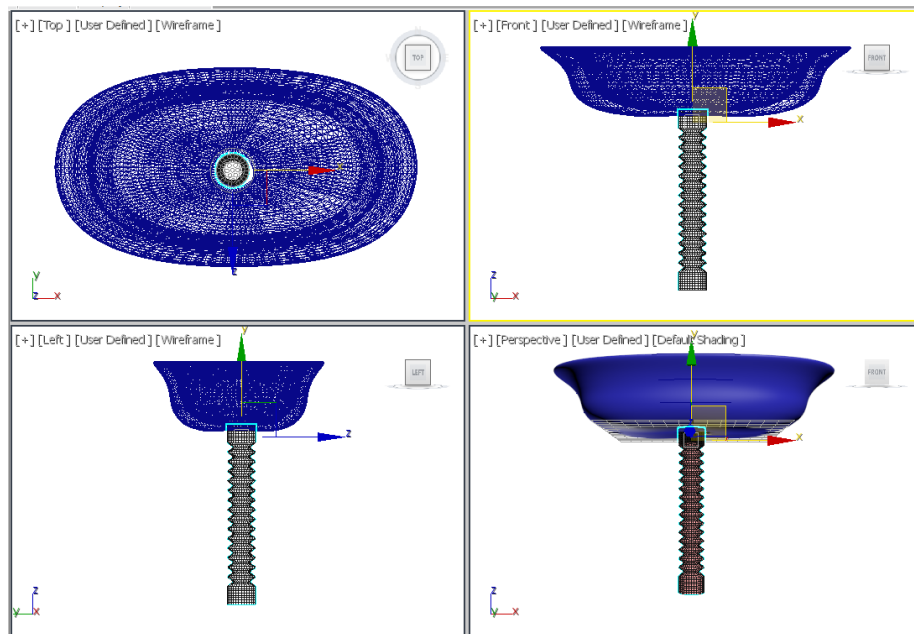 [+] [Top] [User Defined] [Wireframe]
TOP
x
z
y
z
x
[+] [Front] [User Defined] [Wireframe]
y
FRONT
x
z
y
x
[+] [Left] [User Defined] [Wireframe]
y
LEFT
z
z
y
x
[+] [Perspective] [User Defined] [Default Shading]
y
FRONT
x
z
y
x